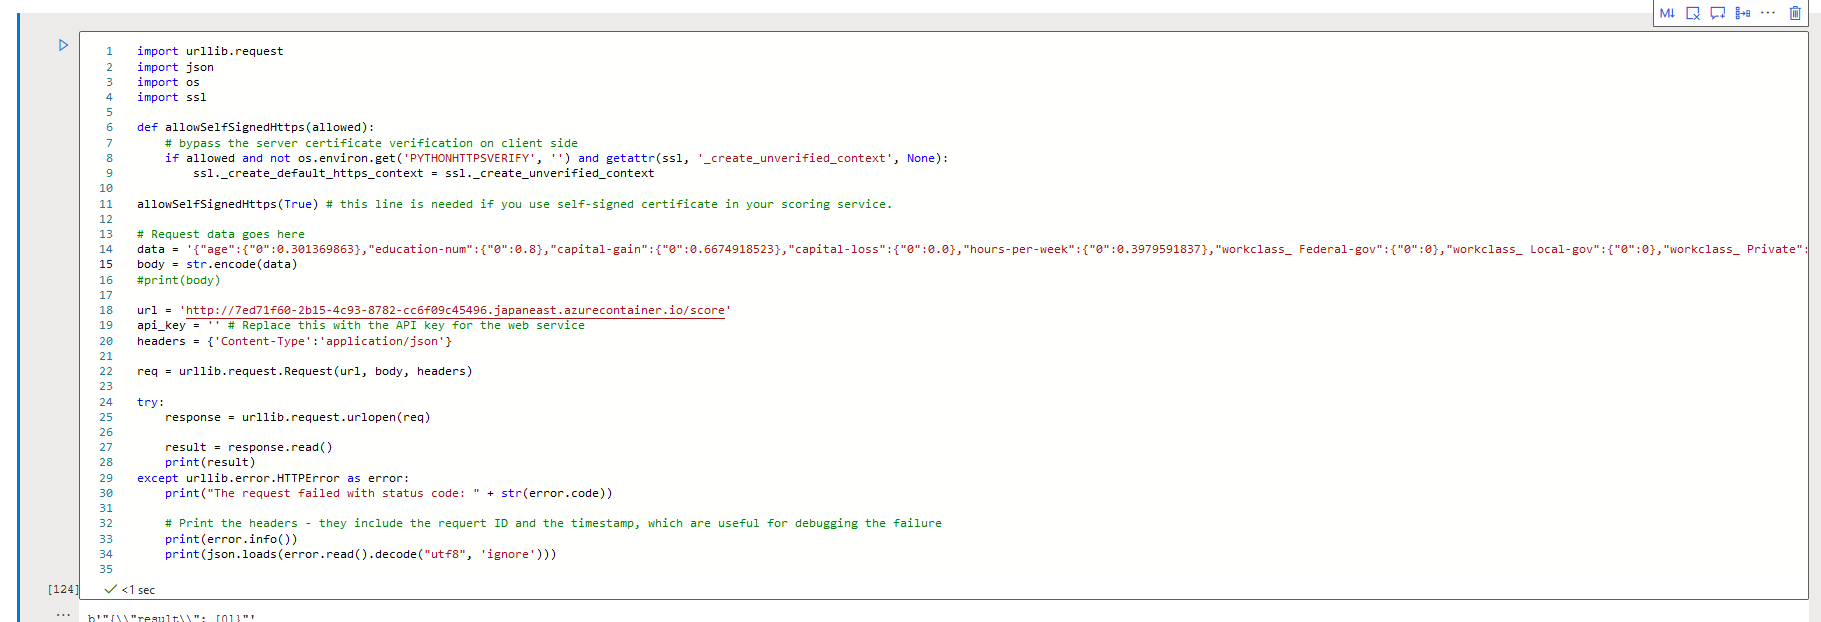 M↓
1 import urllib.request
2 import json
3 import os
4 import ssl
5
6 def allowSelfSignedHttps(allowed):
7 # bypass the server certificate verification on client side
8 if allowed and not os.environ.get('PYTHONHTTPSVERIFY', '') and getattr(ssl, '_create_unverified_context', None):
9 ssl._create_default_https_context = ssl._create_unverified_context
10
11 allowSelfSignedHttps(True) # this line is needed if you use self-signed certificate in your scoring service.
12
13 # Request data goes here
14 data = '{"age":{"0":0.301369863},"education-num":{"0":0.8},"capital-gain":{"0":0.6674918523},"capital-loss":{"0":0.0},"hours-per-week":{"0":0.3979591837},"workclass_ Federal-gov":{"0":0},"workclass_ Local-gov":{"0":0},"workclass_ Private":
15 body = str.encode(data)
16 #print(body)
17
18 url = 'http://7ed71f60-2b15-4c93-8782-cc6f09c45496.japaneast.azurecontainer.io/score'
19 api_key = '' # Replace this with the API key for the web service
20 headers = {'Content-Type':'application/json'}
21
22 req = urllib.request.Request(url, body, headers)
23
24 try:
25 response = urllib.request.urlopen(req)
26
27 result = response.read()
28 print(result)
29 except urllib.error.HTTPError as error:
30 print("The request failed with status code: " + str(error.code))
31
32 # Print the headers - they include the requert ID and the timestamp, which are useful for debugging the failure
33 print(error.info())
34 print(json.loads(error.read().decode("utf8", 'ignore')))
35
[124] <1 sec
b'"{\\"result\\": [0]}"'